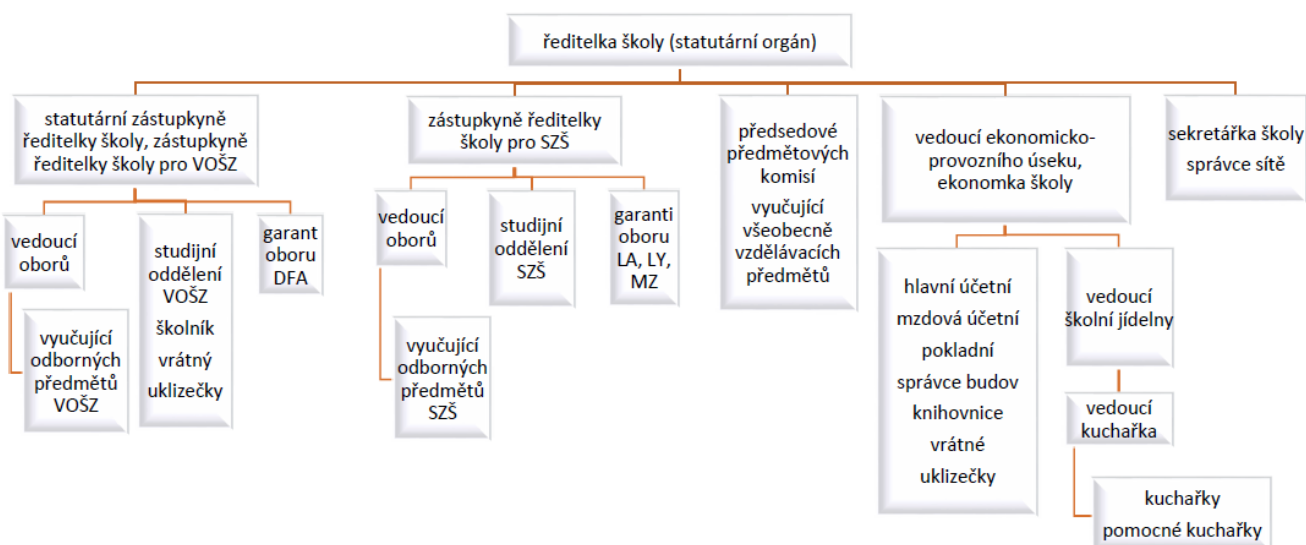 ředitelka školy (statutární orgán)
statutární zástupkyně
ředitelky školy, zástupkyně
ředitelky školy pro VOŠZ
vedoucí
oborů
vyučující
odborných
předmětů
VOŠZ
studijní
oddělení
VOŠZ
školník
vrátný
uklizečky
garant
oboru
DFA
zástupkyně ředitelky
školy pro SZŠ
vedoucí
oborů
vyučující
odborných
předmětů
SZŠ
studijní
oddělení
SZŠ
garanti
oboru
LA, LY,
MZ
předsedové
předmětových
komisí
vyučující
všeobecně
vzdělávacích
předmětů
vedoucí ekonomicko-
provozního úseku,
ekonomka školy
hlavní účetní
mzdová účetní
pokladní
správce budov
knihovnice
vrátné
uklizečky
vedoucí
školní jídelny
vedoucí
kuchařka
kuchařky
pomocné kuchařky
sekretářka školy
správce sítě